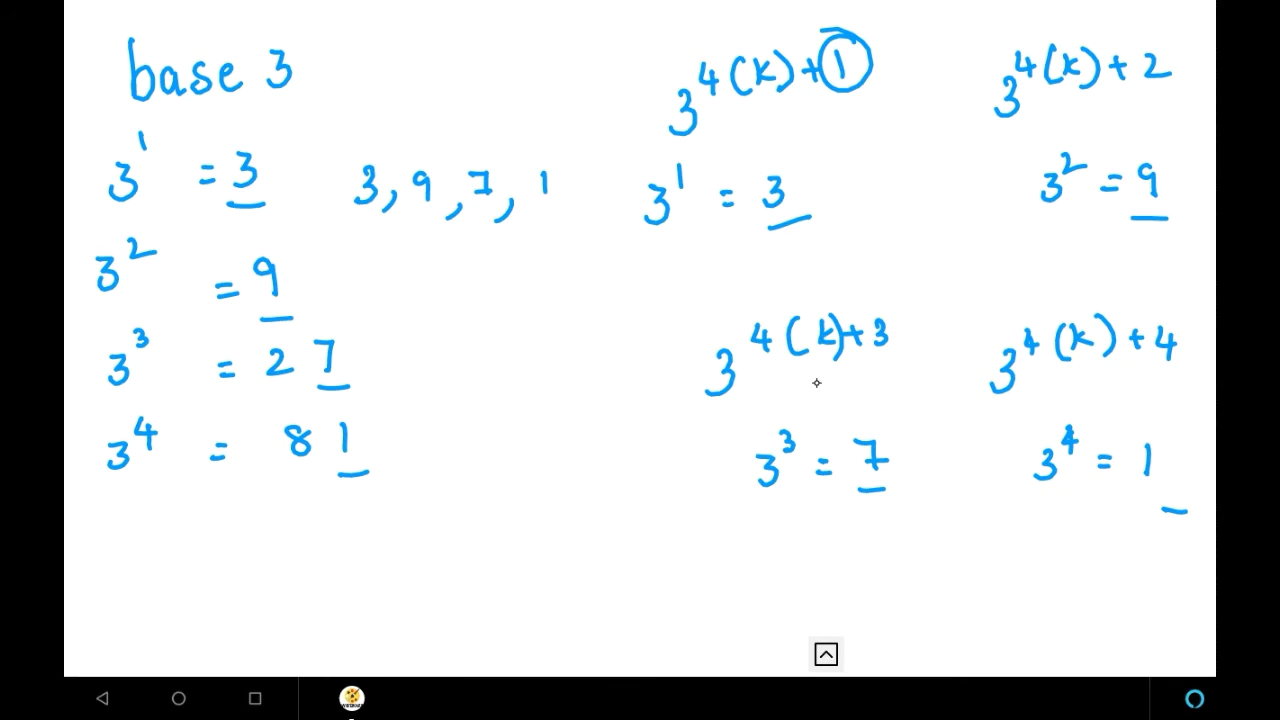 base 3
3^1 = 3
3, 9, 7, 1
3^2 = 9
3^3 = 27
3^4 = 81
3^4(k)+1
3^1 = 3
3^4(k)+2
3^2 = 9
3^4(k)+3
3^3 = 7
3^4(k)+4
3^4 = 1